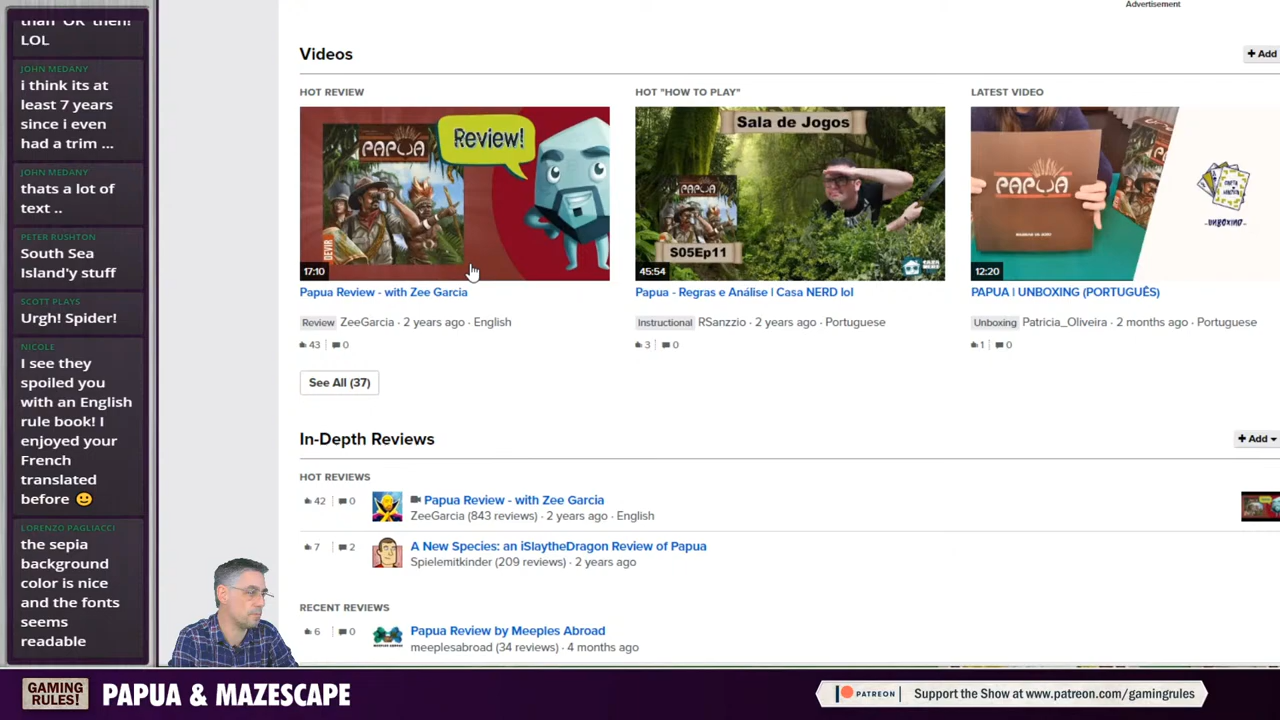 than "OK" then!
LOL
JOHN MEDANY
i think its at
least 7 years
since i even
had a trim ...
JOHN MEDANY
thats a lot of
text ..
PETER RUSHTON
South Sea
Island'y stuff
SCOTT PLAYS
Urgh! Spider!
NICOLE
I see they
spoiled you
with an English
rule book! I
enjoyed your
French
translated
before 🙂
LORENZO PAGLIACCI
the sepia
background
color is nice
and the fonts
seems
readable
Advertisement
Videos
+ Add
HOT REVIEW
HOT "HOW TO PLAY"
LATEST VIDEO
PAPUA
Review!
DEVIR
17:10
Sala de Jogos
PAPUA
S05Ep11
CASA NERD
45:54
PAPUA
UNBOXING
12:20
Papua Review - with Zee Garcia
Papua - Regras e Análise | Casa NERD lol
PAPUA | UNBOXING (PORTUGUÊS)
Review ZeeGarcia · 2 years ago · English
Instructional RSanzzio · 2 years ago · Portuguese
Unboxing Patricia_Oliveira · 2 months ago · Portuguese
43 | 0
3 | 0
1 | 0
See All (37)
In-Depth Reviews
+ Add
HOT REVIEWS
42 | 0
Papua Review - with Zee Garcia
ZeeGarcia (843 reviews) · 2 years ago · English
7 | 2
A New Species: an iSlaytheDragon Review of Papua
Spielemitkinder (209 reviews) · 2 years ago
RECENT REVIEWS
6 | 0
Papua Review by Meeples Abroad
meeplesabroad (34 reviews) · 4 months ago
GAMING
RULES!
PAPUA & MAZESCAPE
PATREON | Support the Show at www.patreon.com/gamingrules